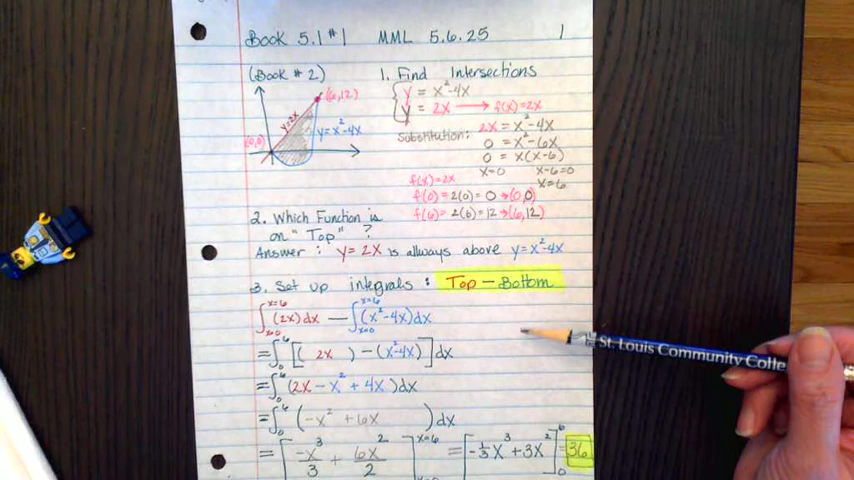 Book 5.1 #1 MML 5.6.25 1
(Book # 2)
(6,12)
y=2x
y=x²-4x
(0,0)
1. Find Intersections
y = x²-4x
y = 2x → f(x)=2x
Substitution: 2x = x²-4x
0 = x²-6x
0 = x(x-6)
x=0 x-6=0
x=6
f(x)=2x
f(0)=2(0)=0→(0,0)
f(6)=2(6)=12→(6,12)
2. Which Function is
on "Top" ?
Answer: y=2x is allways above y=x²-4x
3. Set up integrals: Top - Bottom
∫_{x=0}^{x=6} (2x)dx - ∫_{x=0}^{x=6} (x²-4x)dx
=∫_0^6 [( 2x ) -(x²-4x)]dx
=∫_0^6 (2x-x²+4x)dx
=∫_0^6 (-x²+6x )dx
= [-x³/3 + 6x²/2]^{x=6} = [-1/3x³+3x²]_0^6 = 36
St. Louis Community Colle